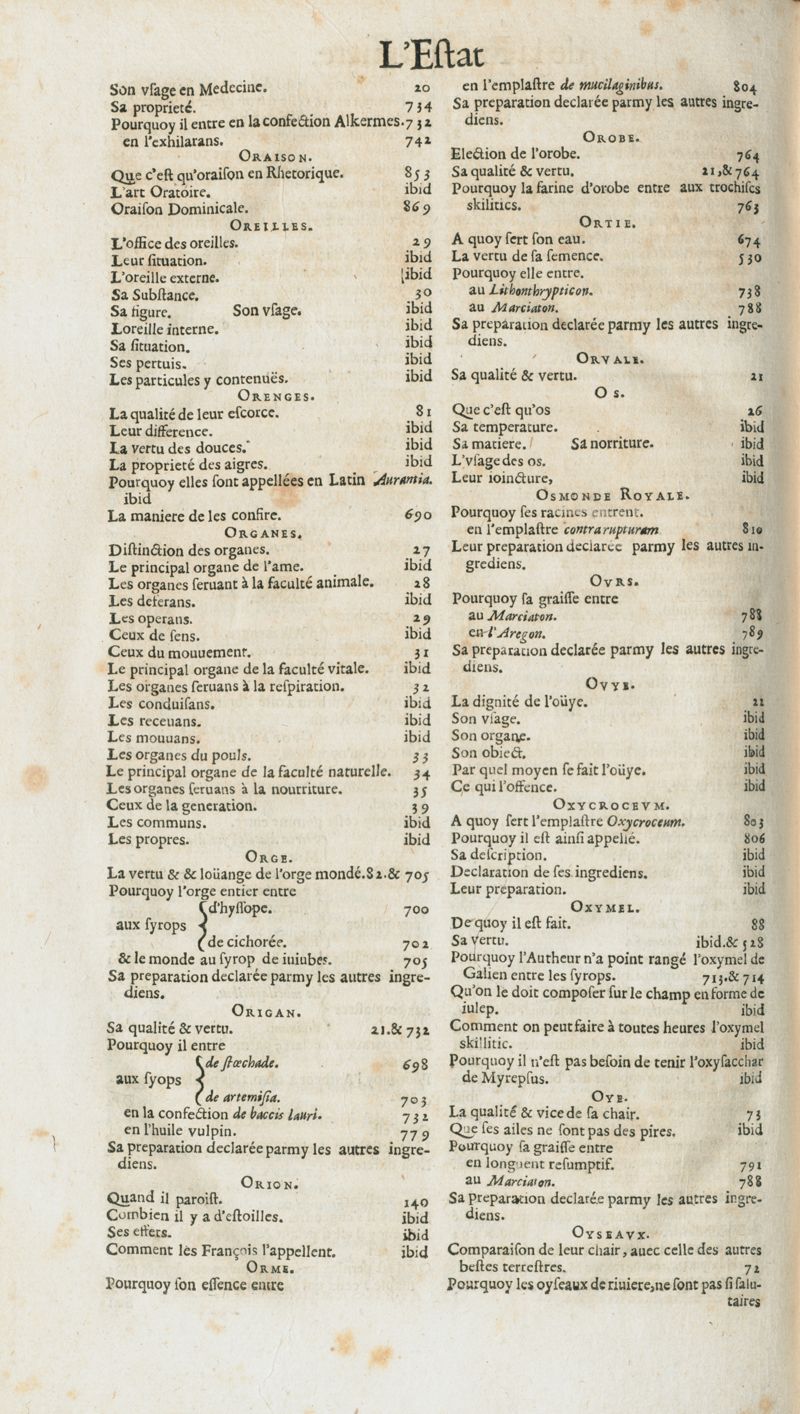 L'Eſtat
Son vſage en Medecine. 20
Sa proprieté. 734
Pourquoy il entre en la confection Alkermes. 732
en l'exhilarans. 742
ORAISON.
Que c'eſt qu'oraiſon en Rhetorique. 853
L'art Oratoire. ibid
Oraiſon Dominicale. 869
OREILLES.
L'office des oreilles. 29
Leur ſituation. ibid
L'oreille externe. ibid
Sa Subſtance. 30
Sa figure. Son vſage. ibid
Loreille interne. ibid
Sa ſituation. ibid
Ses pertuis. ibid
Les particules y contenuës. ibid
ORENGES.
La qualité de leur eſcorce. 81
Leur difference. ibid
La vertu des douces. ibid
La proprieté des aigres. ibid
Pourquoy elles ſont appellées en Latin Aurantia.
ibid
La maniere de les confire. 690
ORGANES.
Diſtinction des organes. 27
Le principal organe de l'ame. ibid
Les organes ſeruant à la faculté animale. 28
Les deferans. ibid
Les operans. 29
Ceux de ſens. ibid
Ceux du mouuement. 31
Le principal organe de la faculté vitale. ibid
Les organes ſeruans à la reſpiration. 32
Les conduiſans. ibid
Les receuans. ibid
Les mouuans. ibid
Les organes du pouls. 33
Le principal organe de la faculté naturelle. 34
Les organes ſeruans à la nourriture. 35
Ceux de la generation. 39
Les communs. ibid
Les propres. ibid
ORGE.
La vertu & & loüange de l'orge mondé. 82.& 705
Pourquoy l'orge entier entre
d'hyſſope. 700
aux ſyrops
de cichorée. 702
& le monde au ſyrop de iuiubes. 705
Sa preparation declarée parmy les autres ingre-
diens.
ORIGAN.
Sa qualité & vertu. 21.& 732
Pourquoy il entre
de ſtœchade. 698
aux ſyops
de artemiſia. 703
en la confection de baccis lauri. 732
en l'huile vulpin. 779
Sa preparation declarée parmy les autres ingre-
diens.
ORION.
Quand il paroiſt. 140
Combien il y a d'eſtoilles. ibid
Ses effets. ibid
Comment les François l'appellent. ibid
ORME.
Pourquoy ſon eſſence entre
en l'emplaſtre de mucilaginibus. 804
Sa preparation declarée parmy les autres ingre-
diens.
OROBE.
Election de l'orobe. 764
Sa qualité & vertu. 21,& 764
Pourquoy la farine d'orobe entre aux trochiſcs
skilitics. 763
ORTIE.
A quoy ſert ſon eau. 674
La vertu de ſa ſemence. 530
Pourquoy elle entre.
au Lithonthrypticon. 738
au Marciaton. 788
Sa preparation declarée parmy les autres ingre-
diens.
ORVALE.
Sa qualité & vertu. 21
OS.
Que c'eſt qu'os 26
Sa temperature. ibid
Sa matiere. Sa norriture. ibid
L'vſage des os. ibid
Leur ioincture, ibid
OSMONDE ROYALE.
Pourquoy ſes racines entrent.
en l'emplaſtre contra rupturam 810
Leur preparation declaree parmy les autres in-
grediens.
OVRS.
Pourquoy ſa graiſſe entre
au Marciaton. 788
en l'Aregon. 789
Sa preparation declarée parmy les autres ingre-
diens.
OVYE.
La dignité de l'oüye. 22
Son vſage. ibid
Son organe. ibid
Son obiect. ibid
Par quel moyen ſe fait l'oüye. ibid
Ce qui l'offence. ibid
OXYCROCEVM.
A quoy ſert l'emplaſtre Oxycroceum. 803
Pourquoy il eſt ainſi appellé. 806
Sa deſcription. ibid
Declaration de ſes ingrediens. ibid
Leur preparation. ibid
OXYMEL.
De quoy il eſt fait. 88
Sa vertu. ibid.& 528
Pourquoy l'Autheur n'a point rangé l'oxymel de
Galien entre les ſyrops. 713.& 714
Qu'on le doit compoſer ſur le champ en forme de
iulep. ibid
Comment on peut faire à toutes heures l'oxymel
skillitic. ibid
Pourquoy il n'eſt pas beſoin de tenir l'oxyſacchar
de Myrepſus. ibid
OYE.
La qualité & vice de ſa chair. 73
Que ſes ailes ne ſont pas des pires. ibid
Pourquoy ſa graiſſe entre
en longuent reſumptif. 791
au Marciaton. 788
Sa preparation declarée parmy les autres ingre-
diens.
OYSEAVX.
Comparaiſon de leur chair, auec celle des autres
beſtes terreſtres. 72
Pourquoy les oyſeaux de riuiere, ne ſont pas ſi ſalu-
taires